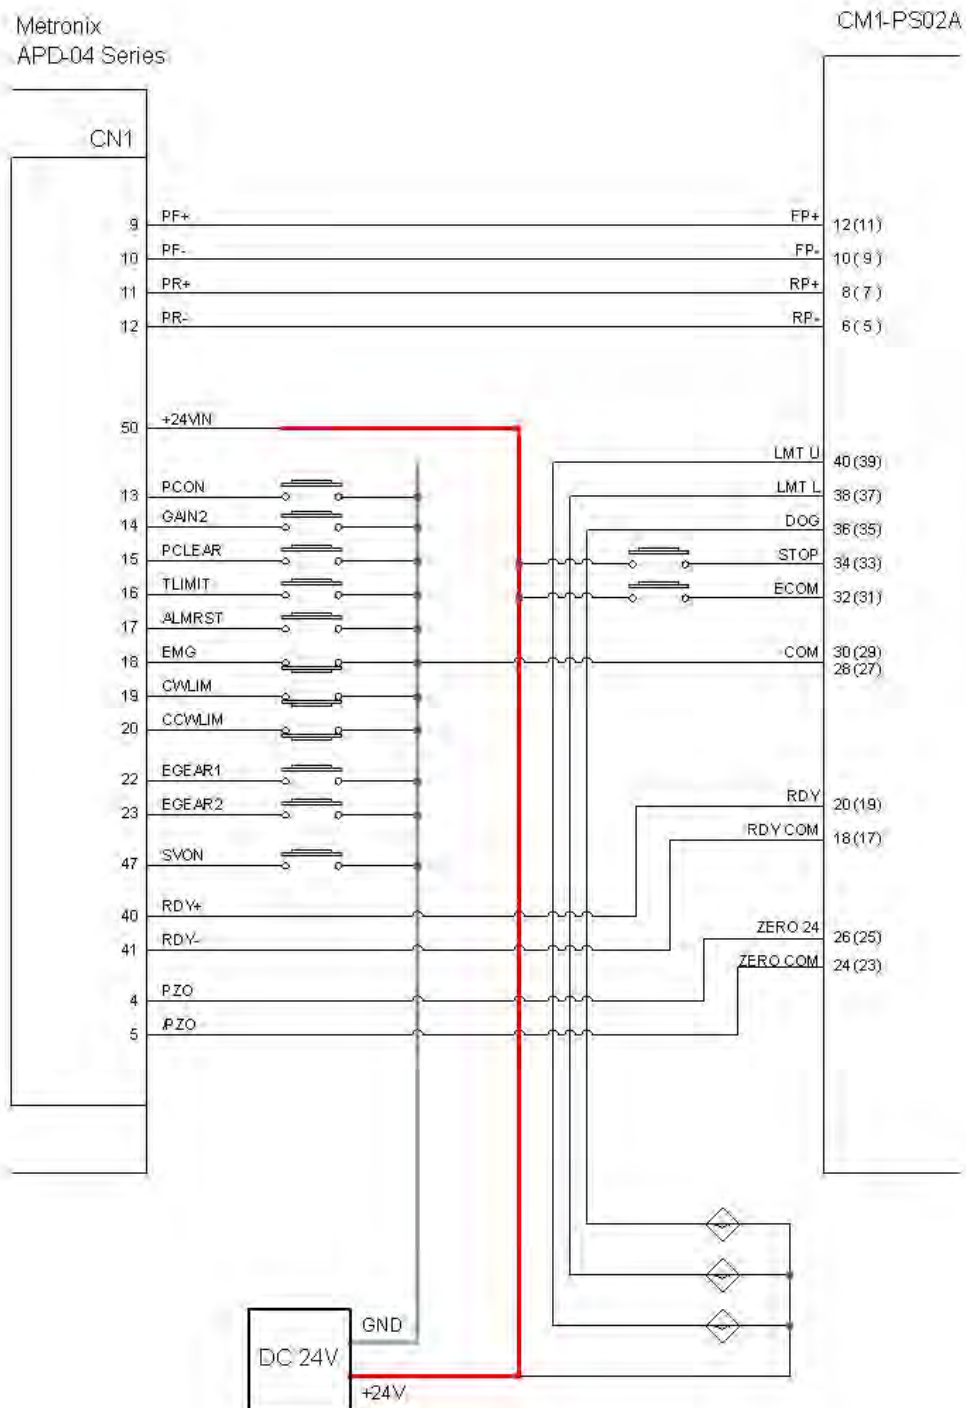 Metronix
APD-04 Series
CM1-PS02A
CN1
9 PF+ FP+ 12(11)
10 PF- FP- 10(9)
11 PR+ RP+ 8(7)
12 PR- RP- 6(5)
50 +24VIN
LMT U 40(39)
13 PCON LMT L 38(37)
14 GAIN2 DOG 36(35)
15 PCLEAR STOP 34(33)
16 TLIMIT ECOM 32(31)
17 ALMRST
18 EMG COM 30(29)
28(27)
19 CWLIM
20 CCWLIM
22 EGEAR1 RDY 20(19)
23 EGEAR2 RDY COM 18(17)
47 SVON
40 RDY+ ZERO 24 26(25)
41 RDY- ZERO COM 24(23)
4 PZO
5 /PZO
GND
DC 24V
+24V